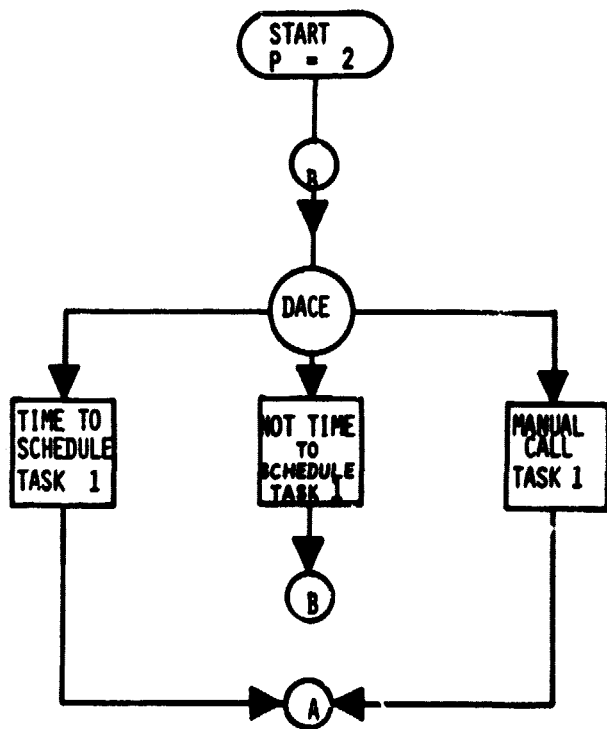 START
P = 2
B
DACE
TIME TO
SCHEDULE
TASK 1
NOT TIME
TO
SCHEDULE
TASK 1
MANUAL
CALL
TASK 1
B
A